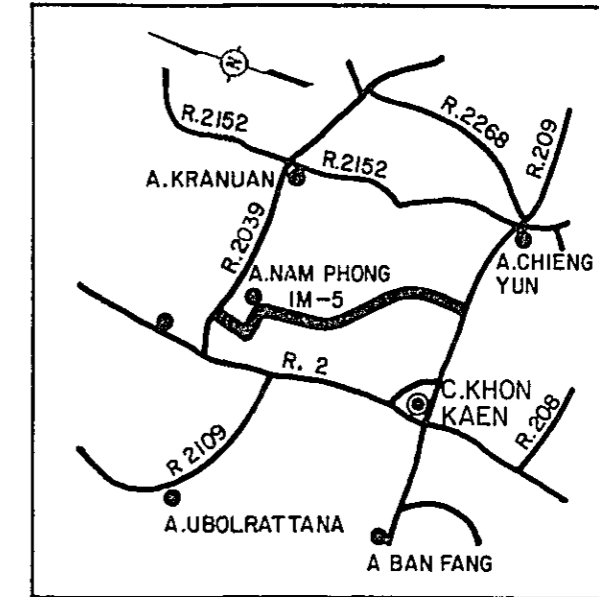 N
R.2152
R.2268
R.209
A.KRANUAN
R.2152
R.2039
A.CHIENG
YUN
A.NAM PHONG
IM-5
R. 2
C.KHON
KAEN
R.208
R 2109
A.UBOLRATTANA
A BAN FANG